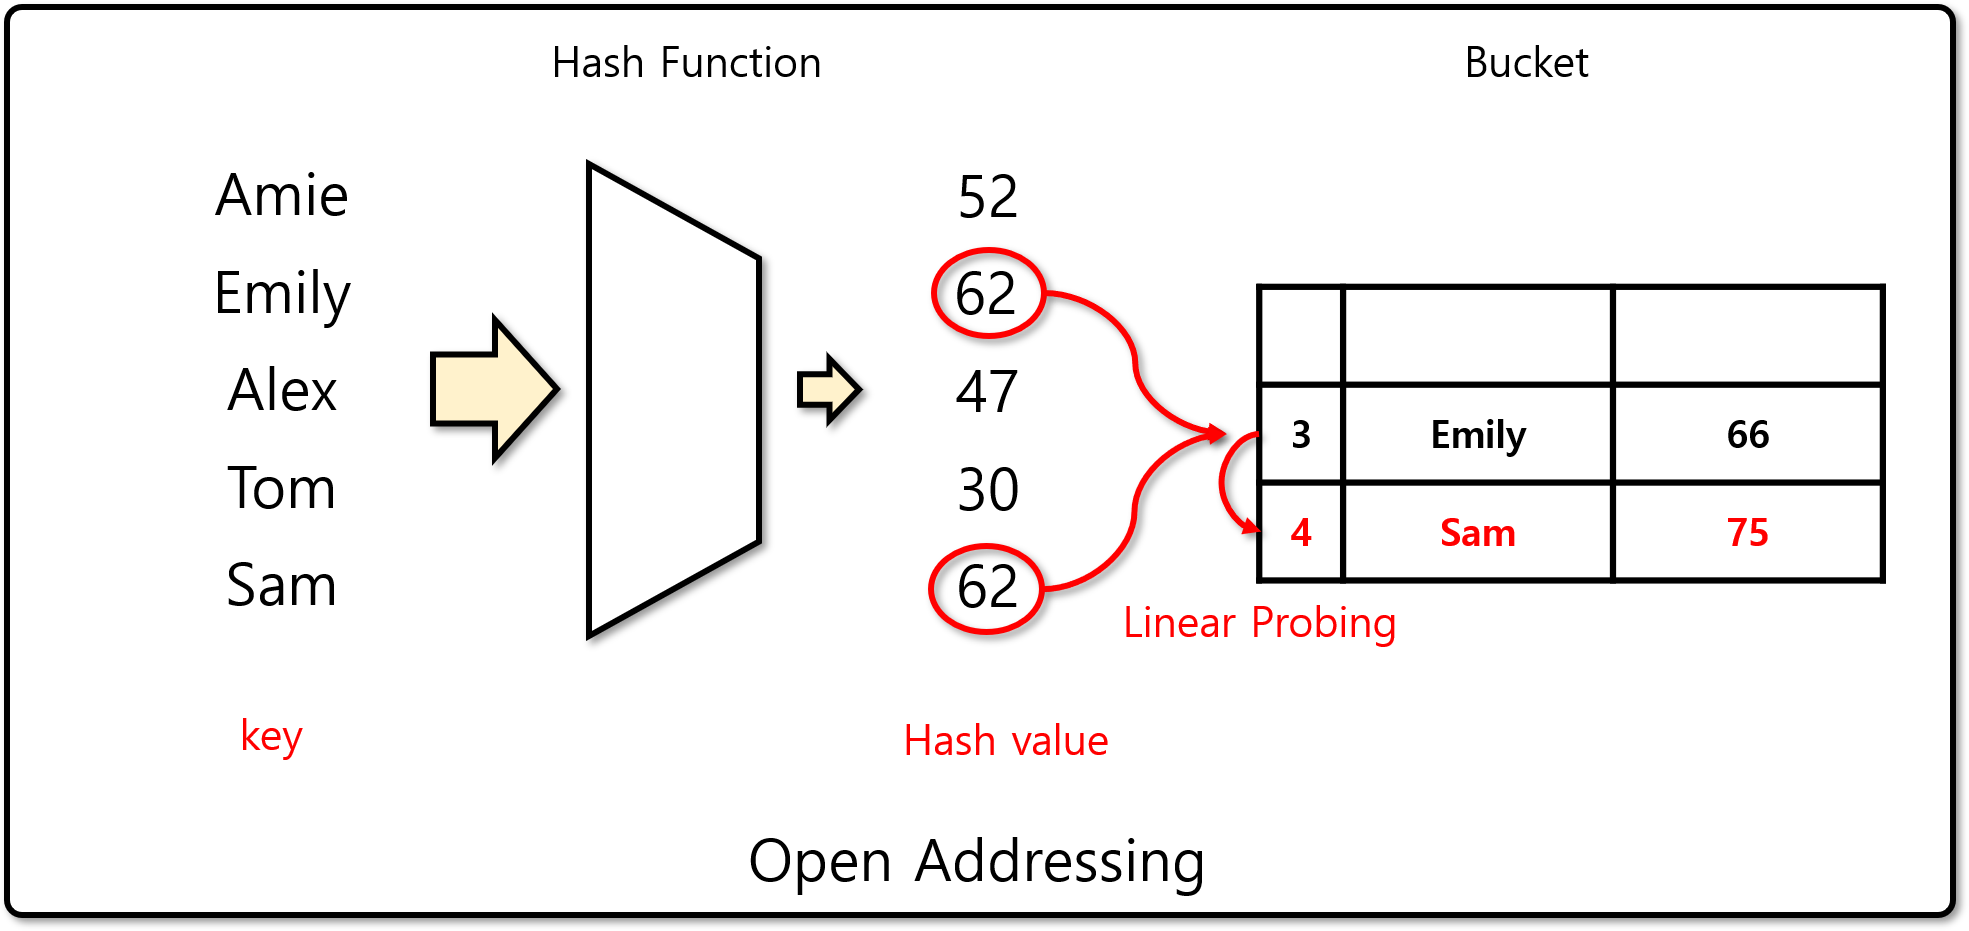 Hash Function
Bucket
Amie
Emily
Alex
Tom
Sam
52
62
47
30
62
3 Emily 66
4 Sam 75
Linear Probing
key
Hash value
Open Addressing